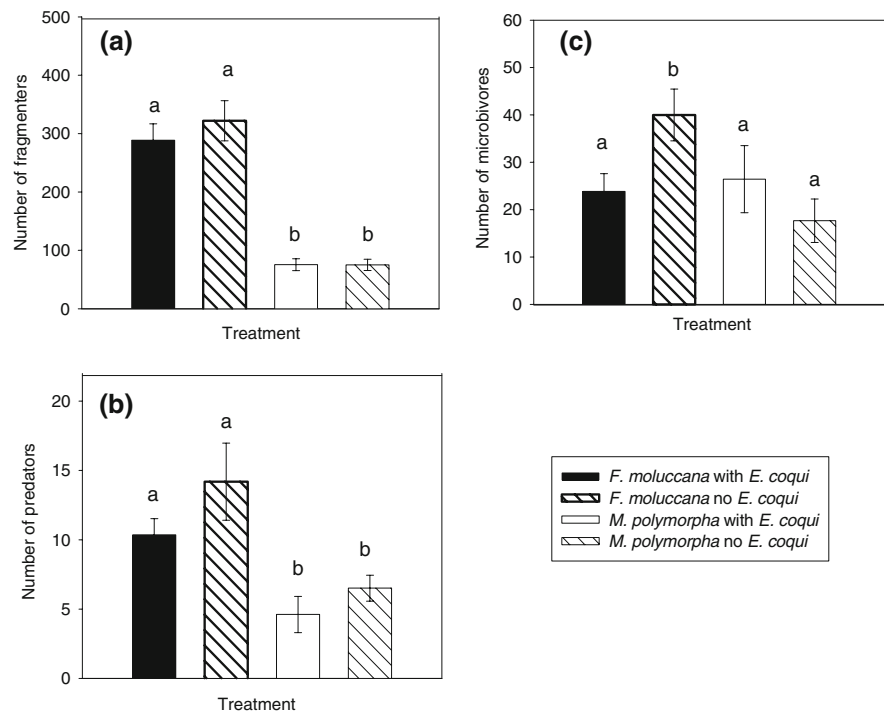 (a)
Number of fragmenters
500
400
300
200
100
0
a
a
b
b
Treatment
(c)
Number of microbivores
60
50
40
30
20
10
0
a
b
a
a
Treatment
(b)
Number of predators
20
15
10
5
0
a
a
b
b
Treatment
F. moluccana with E. coqui
F. moluccana no E. coqui
M. polymorpha with E. coqui
M. polymorpha no E. coqui